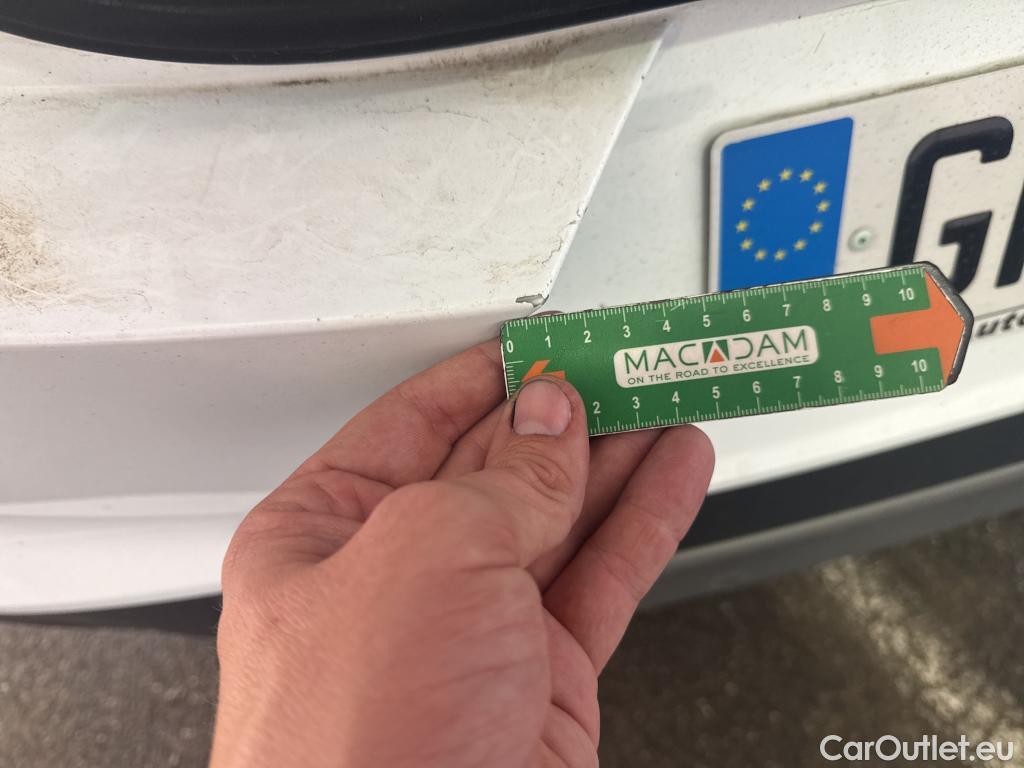 G
0 1 2 3 4 5 6 7 8 9 10
MACADAM
ON THE ROAD TO EXCELLENCE
2 3 4 5 6 7 8 9 10
CarOutlet.eu